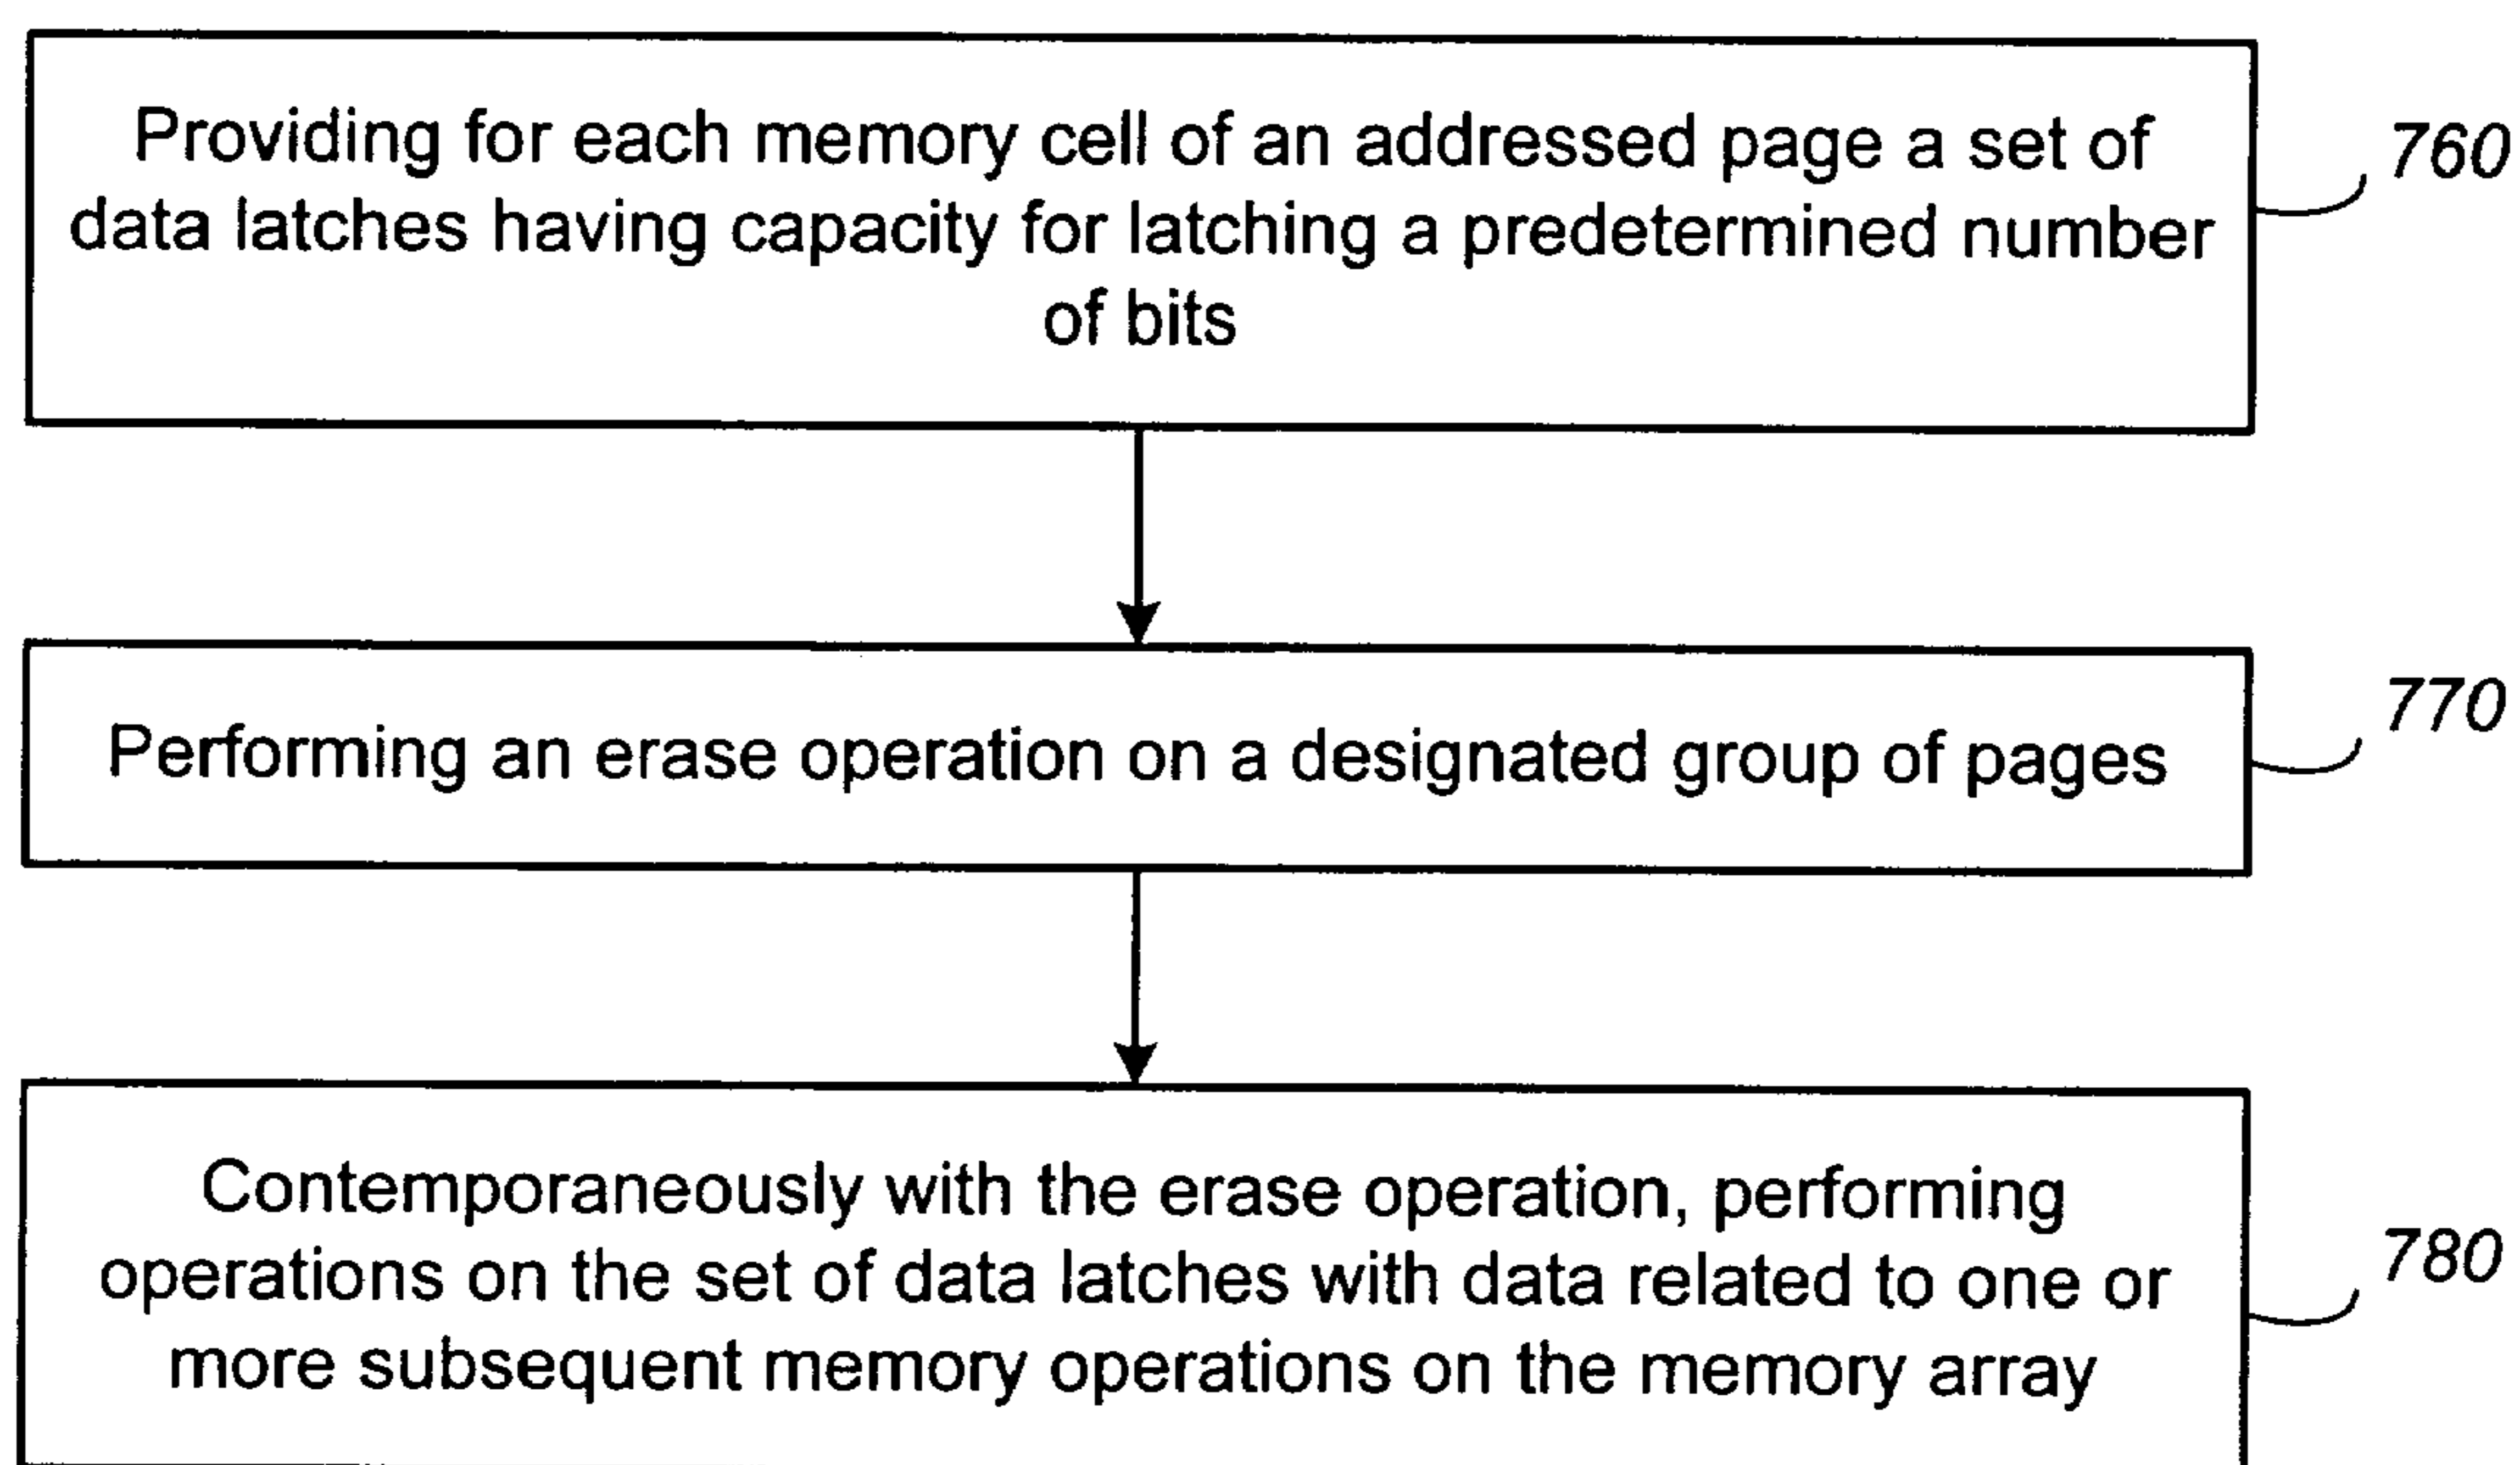 Providing for each memory cell of an addressed page a set of
data latches having capacity for latching a predetermined number
of bits
760
Performing an erase operation on a designated group of pages
770
Contemporaneously with the erase operation, performing
operations on the set of data latches with data related to one or
more subsequent memory operations on the memory array
780